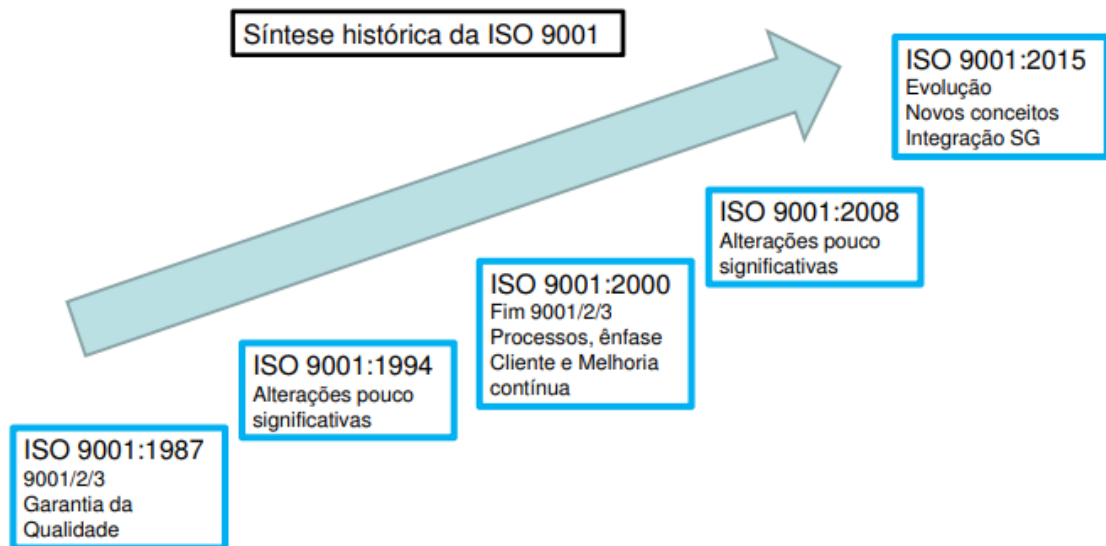 Síntese histórica da ISO 9001
ISO 9001:2015
Evolução
Novos conceitos
Integração SG
ISO 9001:2008
Alterações pouco
significativas
ISO 9001:2000
Fim 9001/2/3
Processos, ênfase
Cliente e Melhoria
contínua
ISO 9001:1994
Alterações pouco
significativas
ISO 9001:1987
9001/2/3
Garantia da
Qualidade